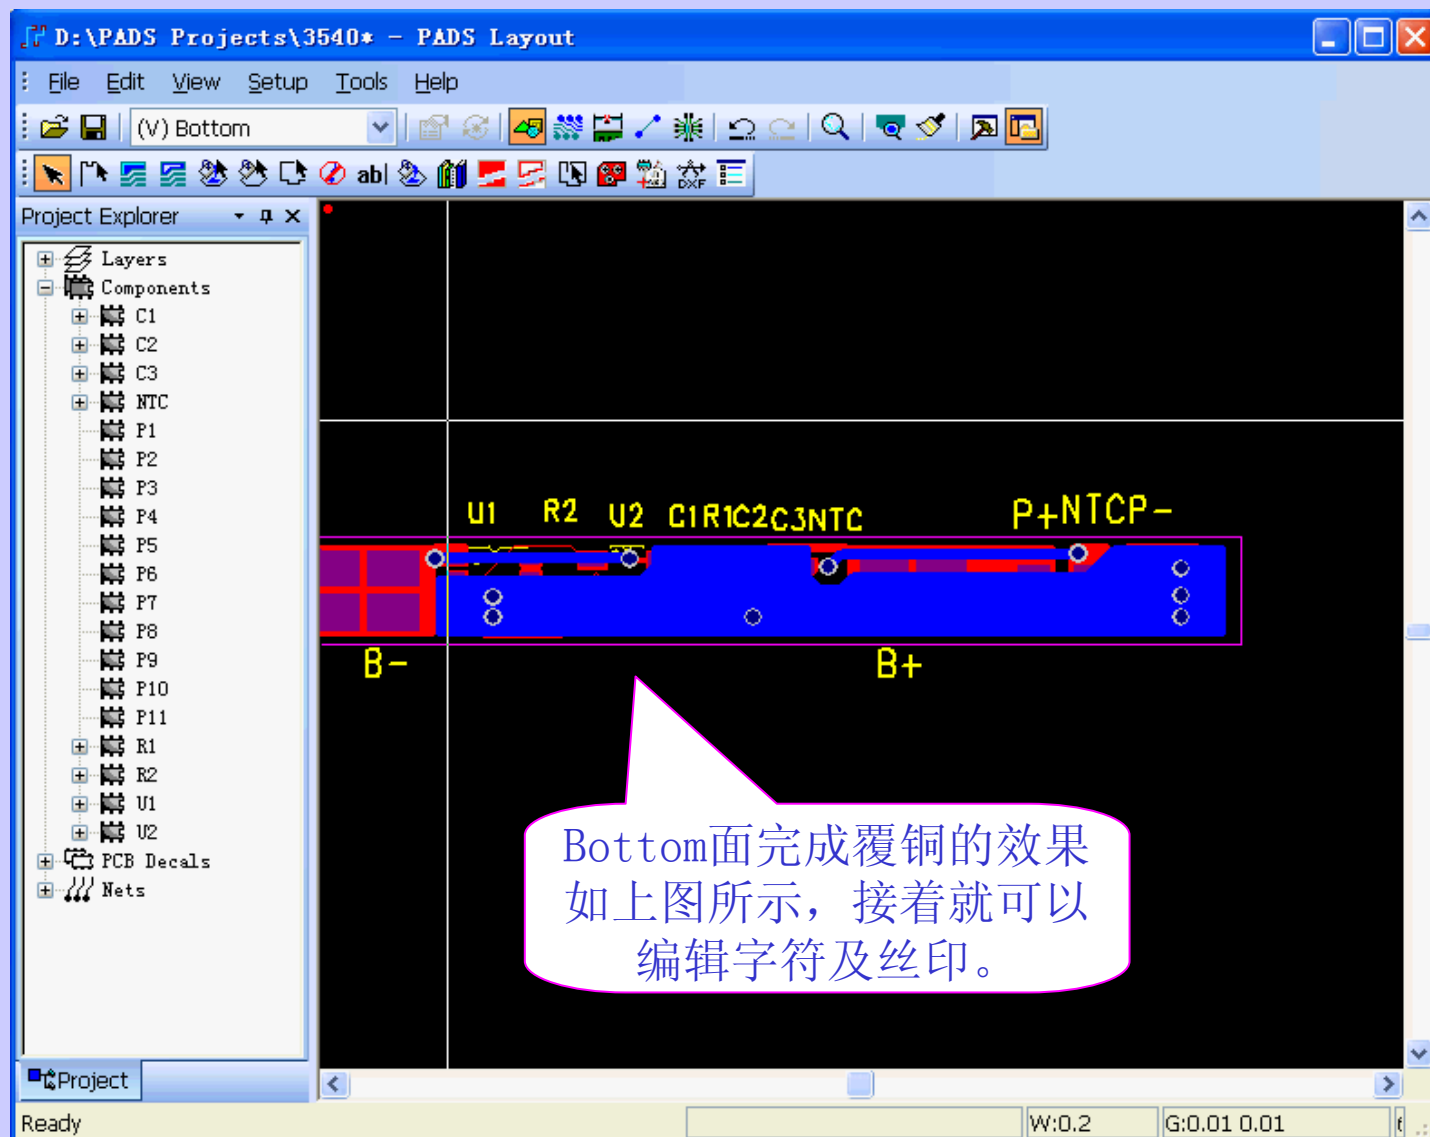 D:\PADS Projects\3540* - PADS Layout
File Edit View Setup Tools Help
(V) Bottom
ab|
DXF
Project Explorer
Layers
Components
C1
C2
C3
NTC
P1
P2
P3
P4
P5
P6
P7
P8
P9
P10
P11
R1
R2
U1
U2
PCB Decals
Nets
U1 R2 U2 C1R1C2C3NTC P+NTCP-
B- B+
Bottom面完成覆铜的效果
如上图所示，接着就可以
编辑字符及丝印。
Project
Ready W:0.2 G:0.01 0.01